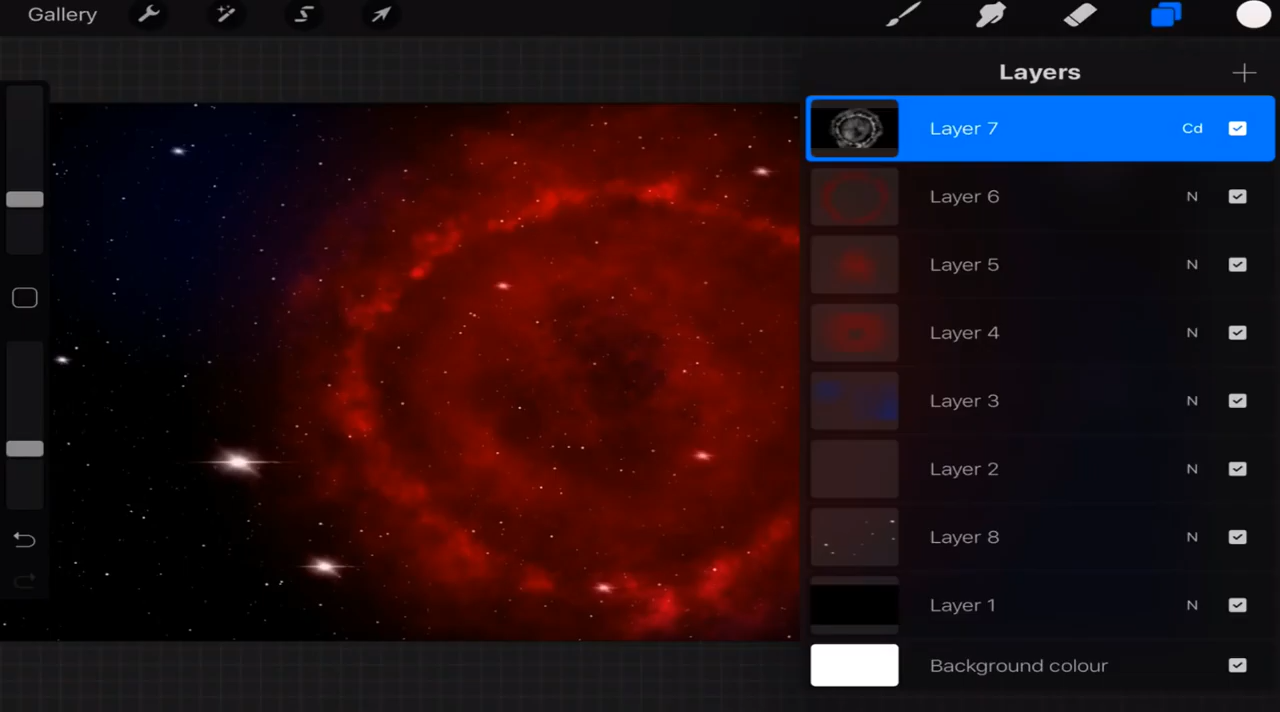 Gallery
Layers
Layer 7 Cd
Layer 6 N
Layer 5 N
Layer 4 N
Layer 3 N
Layer 2 N
Layer 8 N
Layer 1 N
Background colour